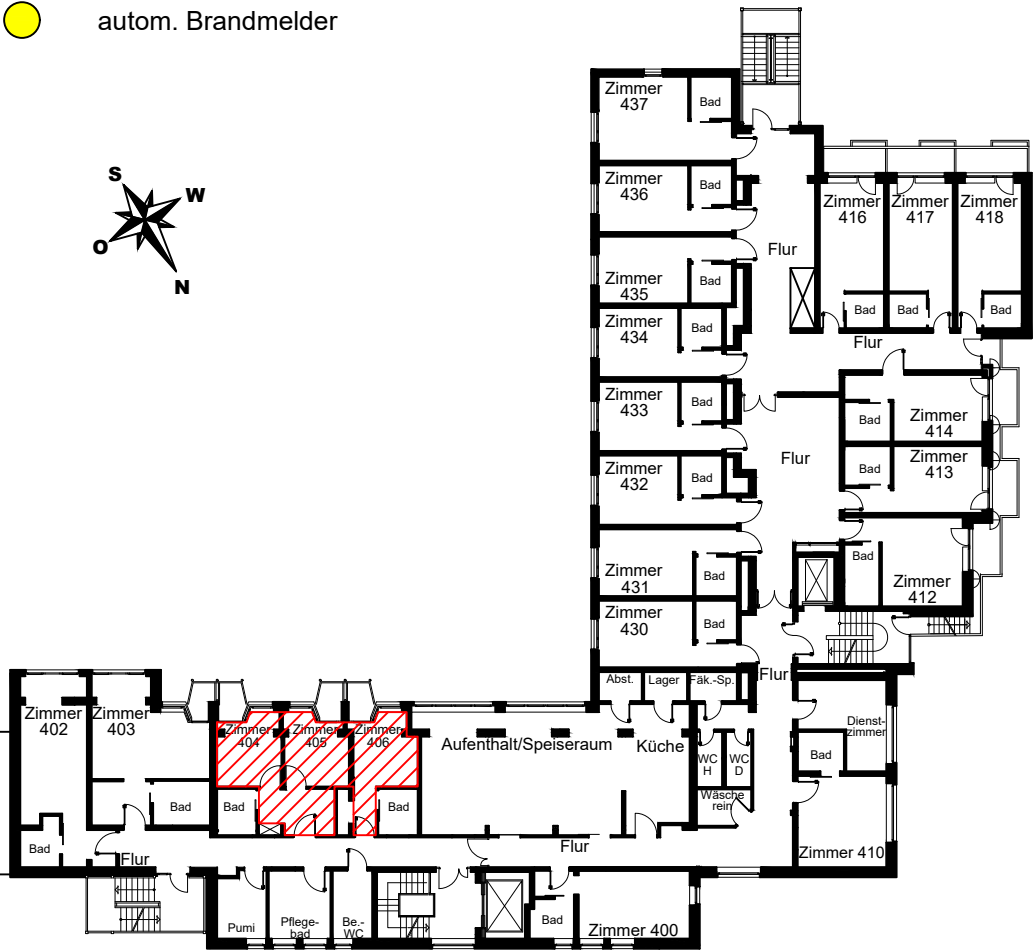 autom. Brandmelder
S
W
O
N
Zimmer
437
Bad
Zimmer
436
Bad
Zimmer
435
Bad
Zimmer
434
Bad
Zimmer
433
Bad
Zimmer
432
Bad
Zimmer
431
Bad
Zimmer
430
Bad
Flur
Zimmer
416
Bad
Zimmer
417
Bad
Zimmer
418
Bad
Flur
Zimmer
414
Bad
Flur
Zimmer
413
Bad
Zimmer
412
Bad
Flur
Abst.
Lager
Fäk.-Sp.
Zimmer
402
Bad
Zimmer
403
Bad
Zimmer
404
Bad
Zimmer
405
Zimmer
406
Bad
Aufenthalt/Speiseraum
Küche
WC
H
WC
D
Wäsche
rein
Dienst-
zimmer
Bad
Zimmer 410
Flur
Flur
Pumi
Pflege-
bad
Be.-
WC
Bad
Zimmer 400